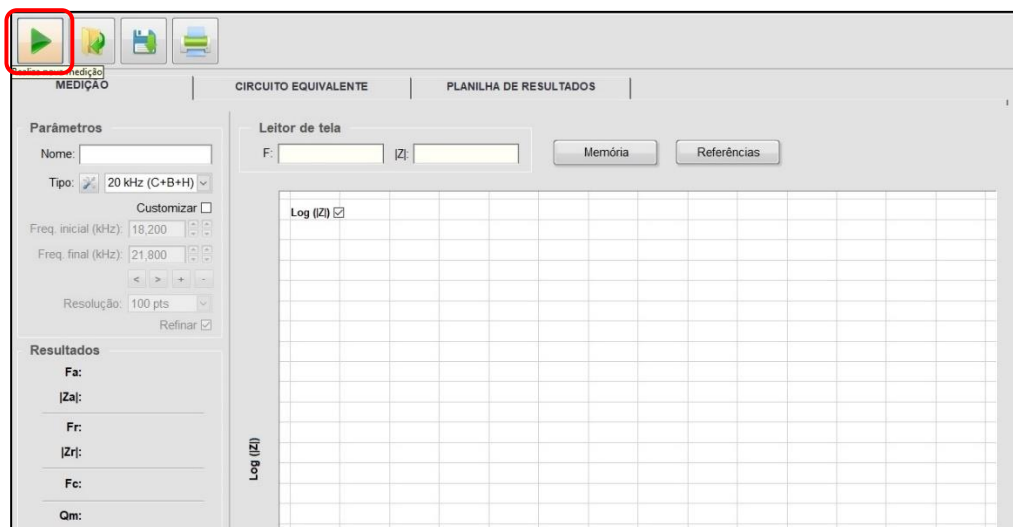 Realiza nova medição
MEDIÇÃO
CIRCUITO EQUIVALENTE
PLANILHA DE RESULTADOS
Parâmetros
Nome:
Tipo: 20 kHz (C+B+H)
Customizar
Freq. inicial (kHz): 18,200
Freq. final (kHz): 21,800
< > + -
Resolução: 100 pts
Refinar
Resultados
Fa:
|Za|:
Fr:
|Zr|:
Fc:
Qm:
Leitor de tela
F: |Z|:
Memória
Referências
Log (|Z|)
Log (|Z|)